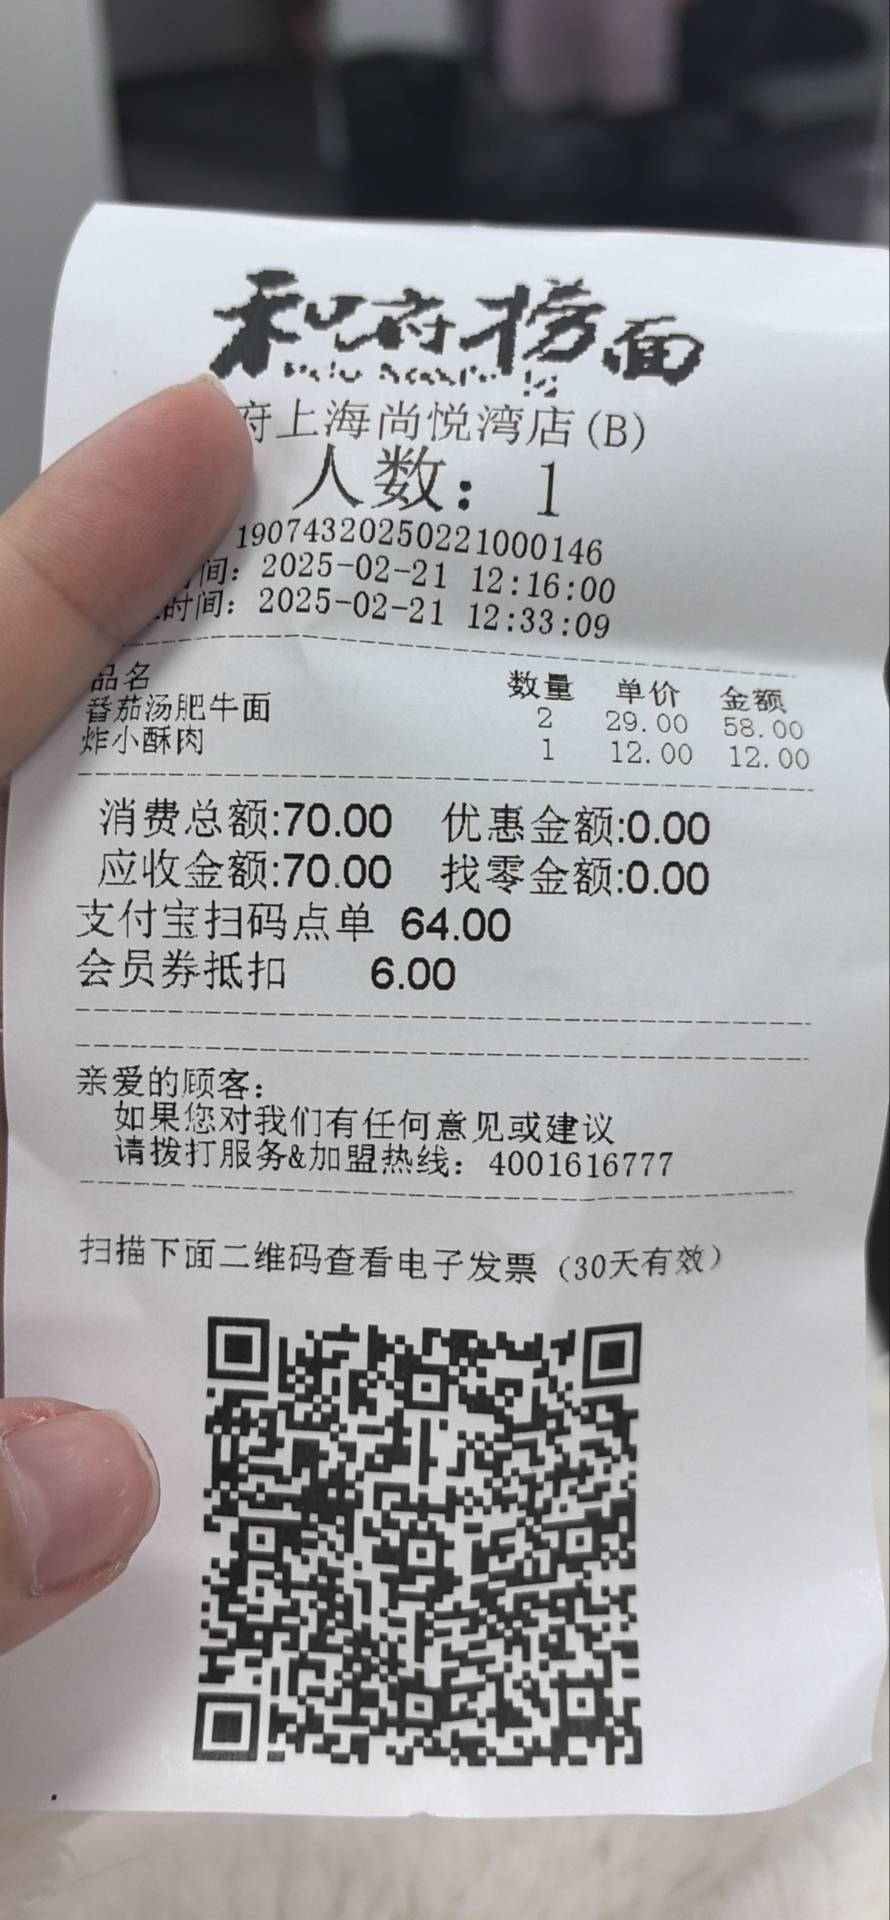 和府捞面
府上海尚悦湾店(B)
人数：1
19074320250221000146
时间：2025-02-21 12:16:00
时间：2025-02-21 12:33:09
品名 数量 单价 金额
番茄汤肥牛面 2 29.00 58.00
炸小酥肉 1 12.00 12.00
消费总额:70.00 优惠金额:0.00
应收金额:70.00 找零金额:0.00
支付宝扫码点单 64.00
会员券抵扣 6.00
亲爱的顾客：
如果您对我们有任何意见或建议
请拨打服务&加盟热线：4001616777
扫描下面二维码查看电子发票（30天有效）